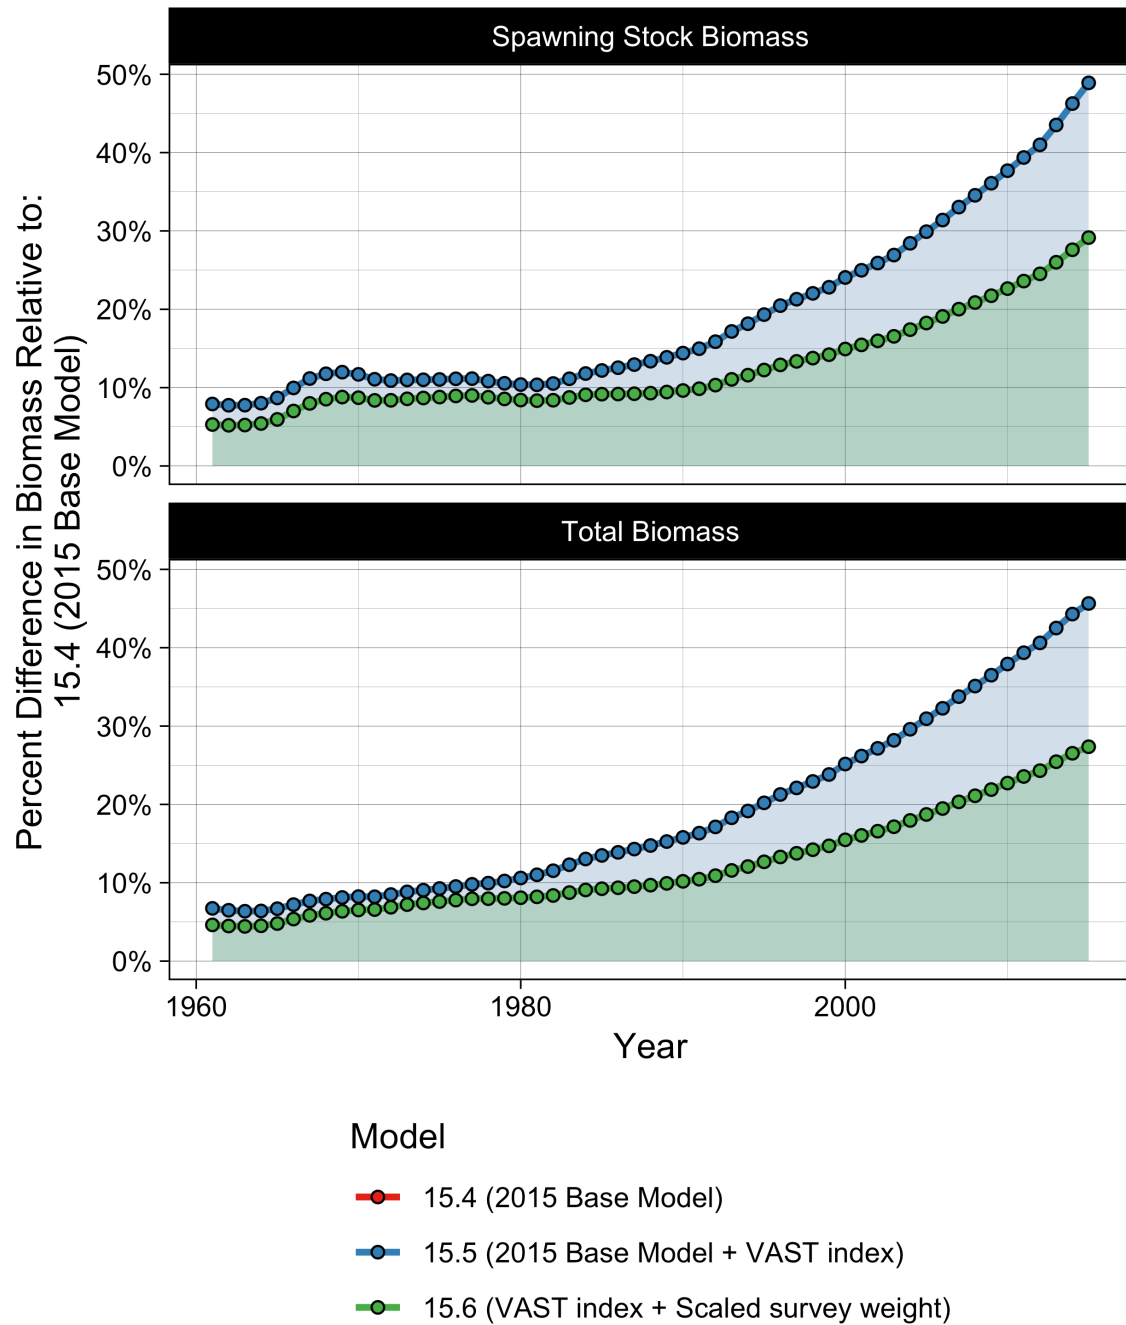 Spawning Stock Biomass
50%
40%
30%
20%
10%
0%
Percent Difference in Biomass Relative to:
15.4 (2015 Base Model)
Total Biomass
50%
40%
30%
20%
10%
0%
1960 1980 2000
Year
Model
15.4 (2015 Base Model)
15.5 (2015 Base Model + VAST index)
15.6 (VAST index + Scaled survey weight)